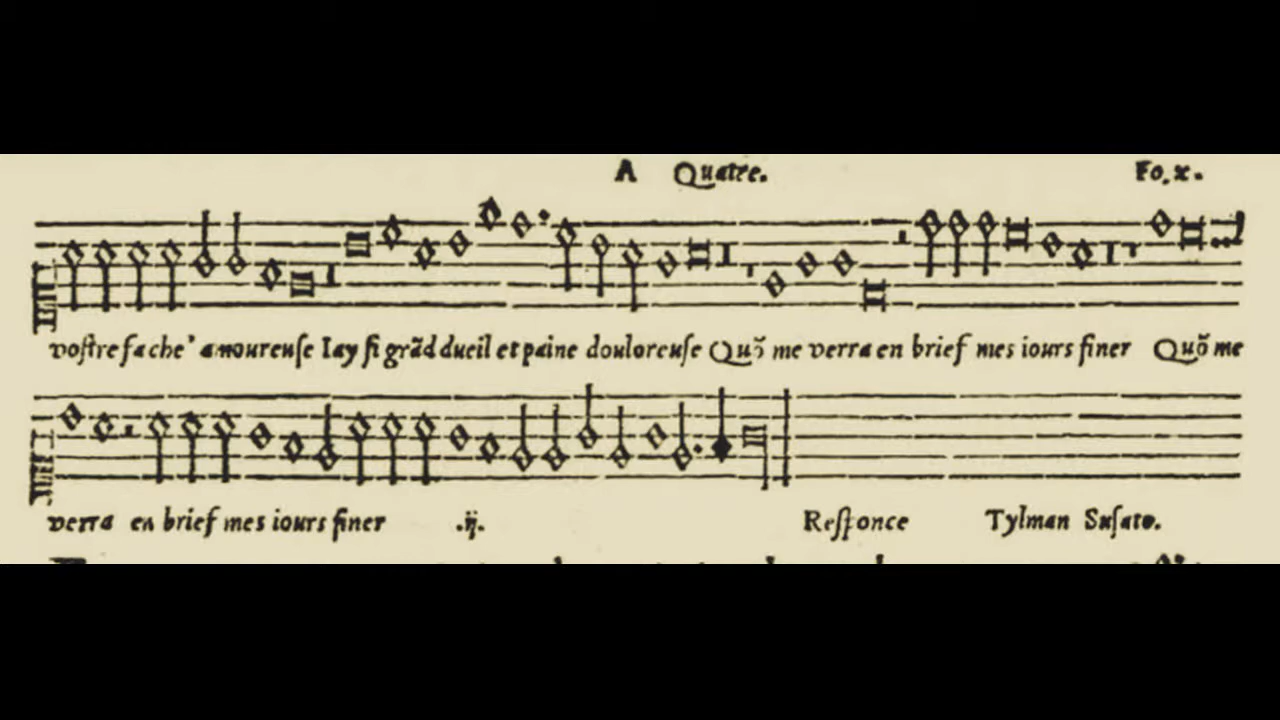 A Quatre. Fo. x.
voſtre fache' amoureuſe Iay ſi grãd dueil et paine douloreuſe Quõ me verra en brief mes iours finer Quõ me
verra en brief mes iours finer .ij. Reſponce Tylman Suſato.